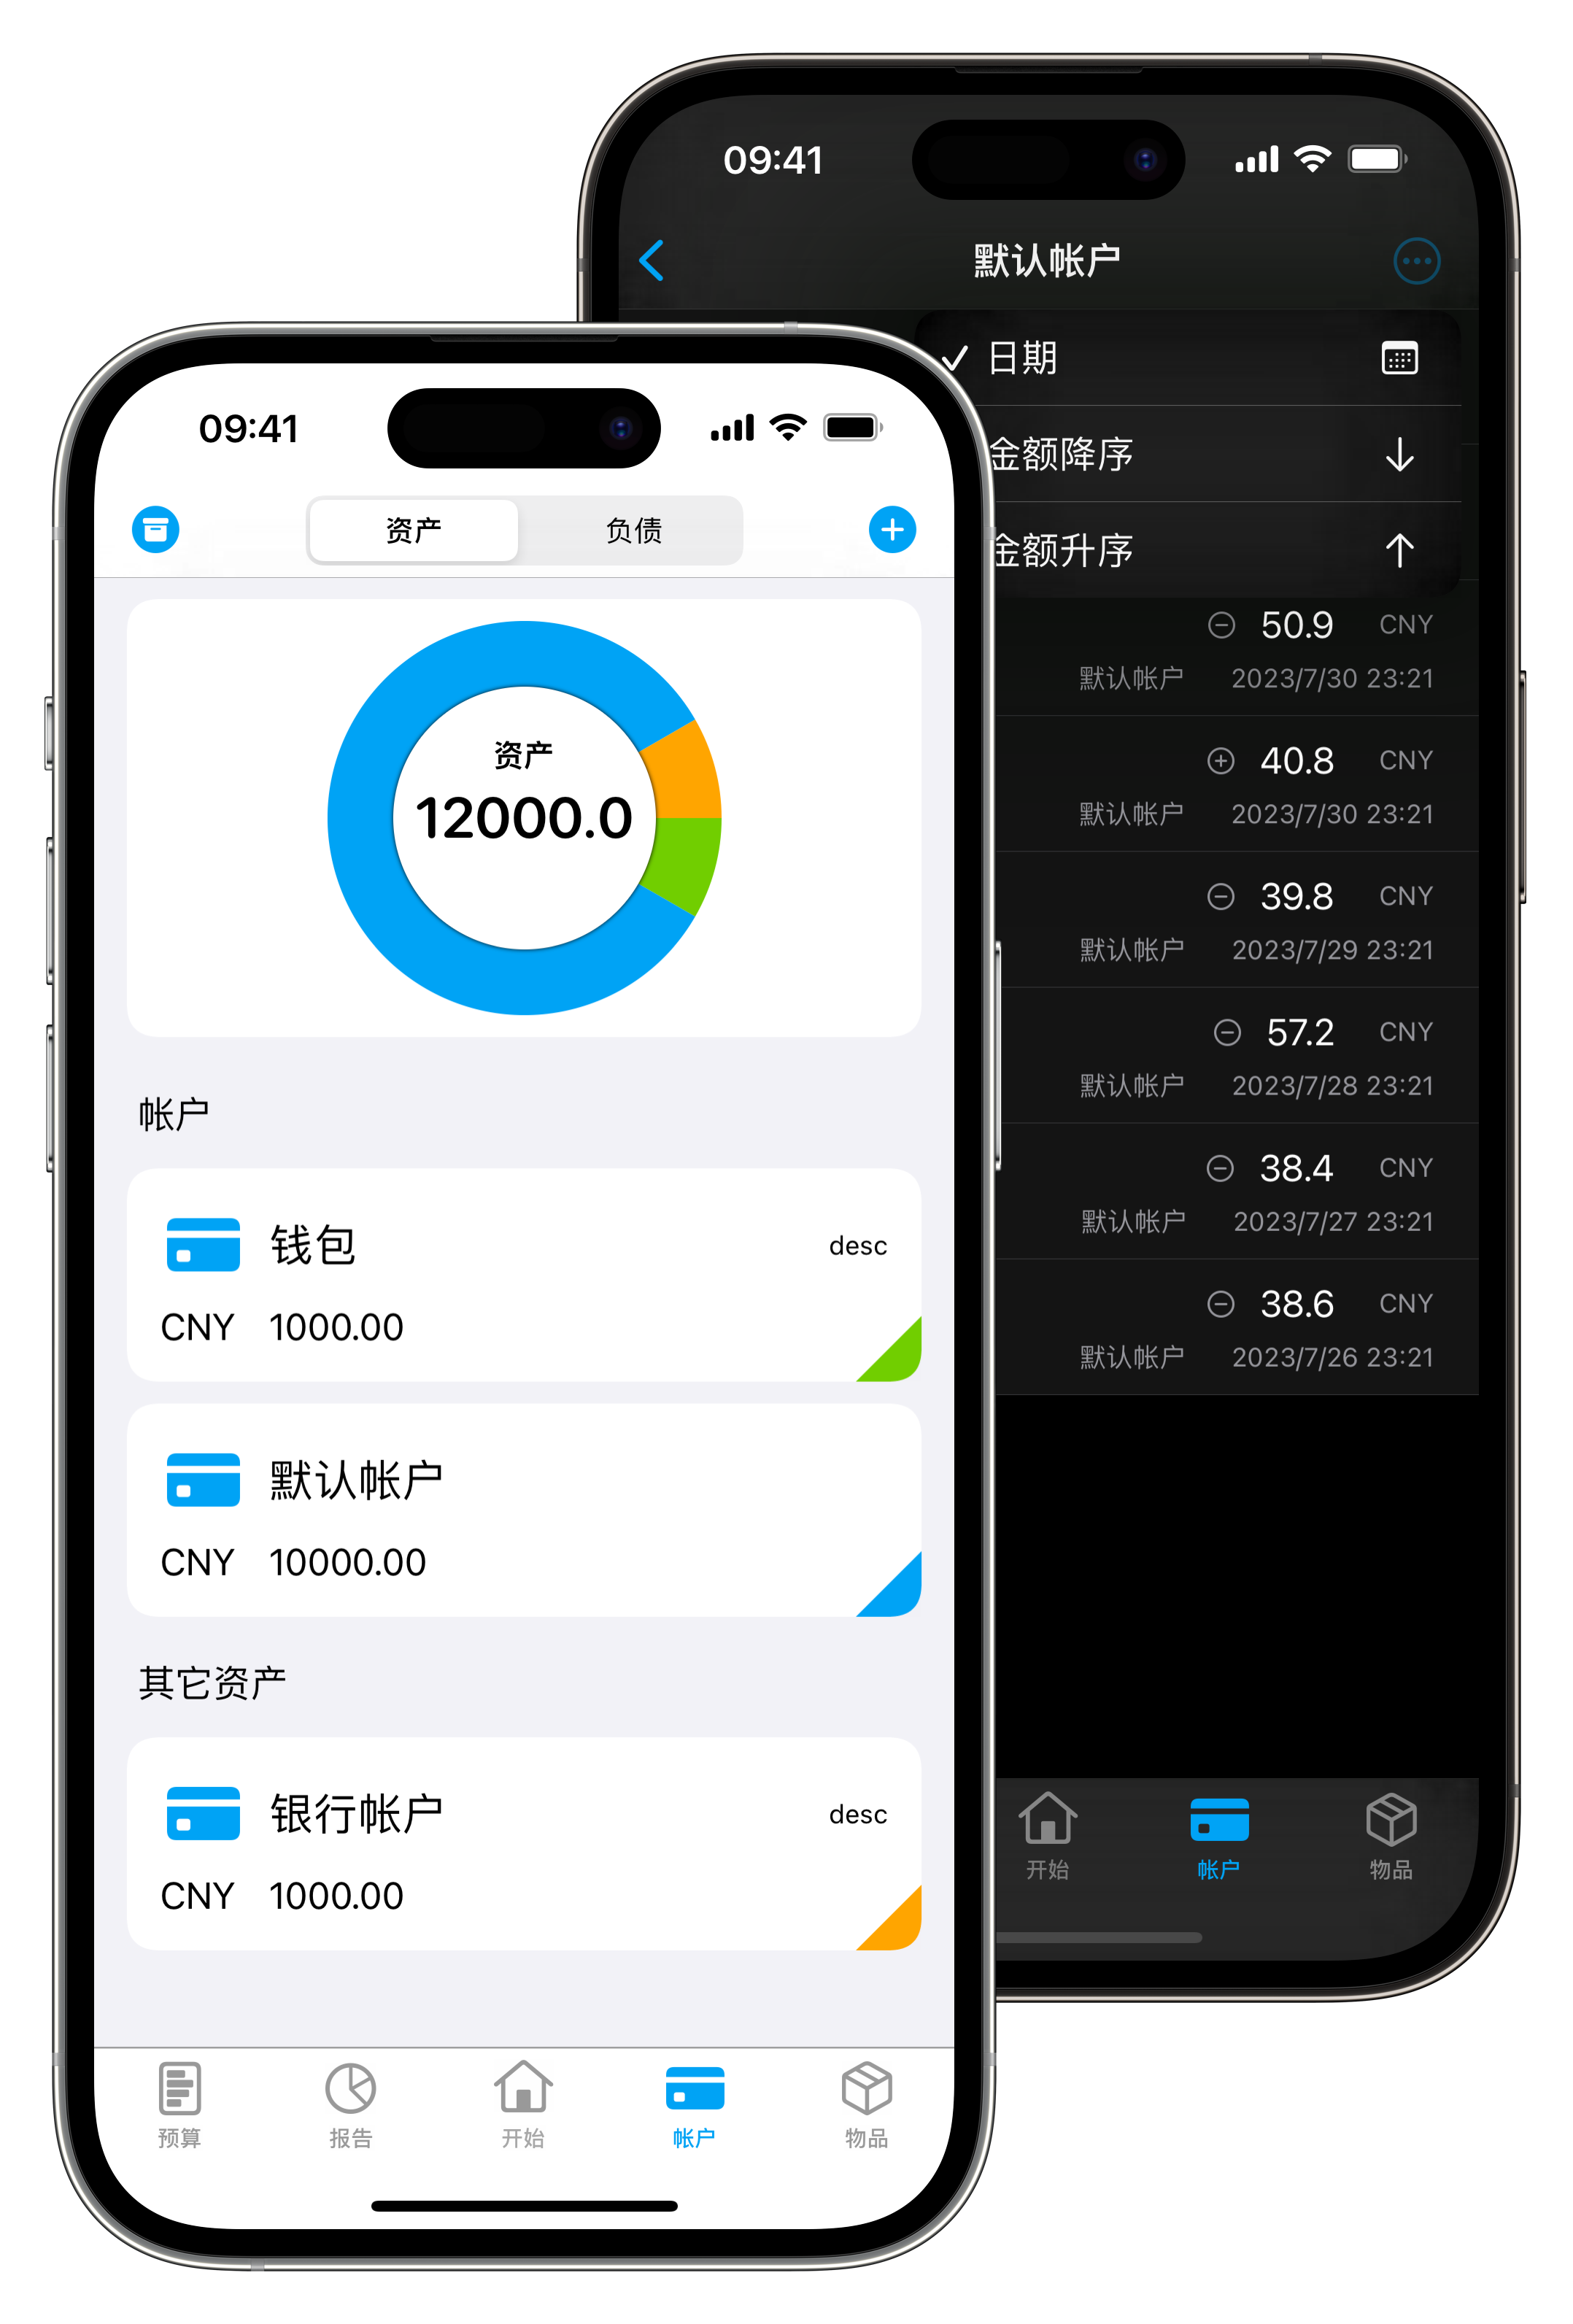 09:41
默认帐户
日期
金额降序
金额升序
50.9 CNY
默认帐户 2023/7/30 23:21
40.8 CNY
默认帐户 2023/7/30 23:21
39.8 CNY
默认帐户 2023/7/29 23:21
57.2 CNY
默认帐户 2023/7/28 23:21
38.4 CNY
默认帐户 2023/7/27 23:21
38.6 CNY
默认帐户 2023/7/26 23:21
开始 帐户 物品
09:41
资产 负债
资产
12000.0
帐户
钱包 desc
CNY 1000.00
默认帐户
CNY 10000.00
其它资产
银行帐户 desc
CNY 1000.00
预算 报告 开始 帐户 物品